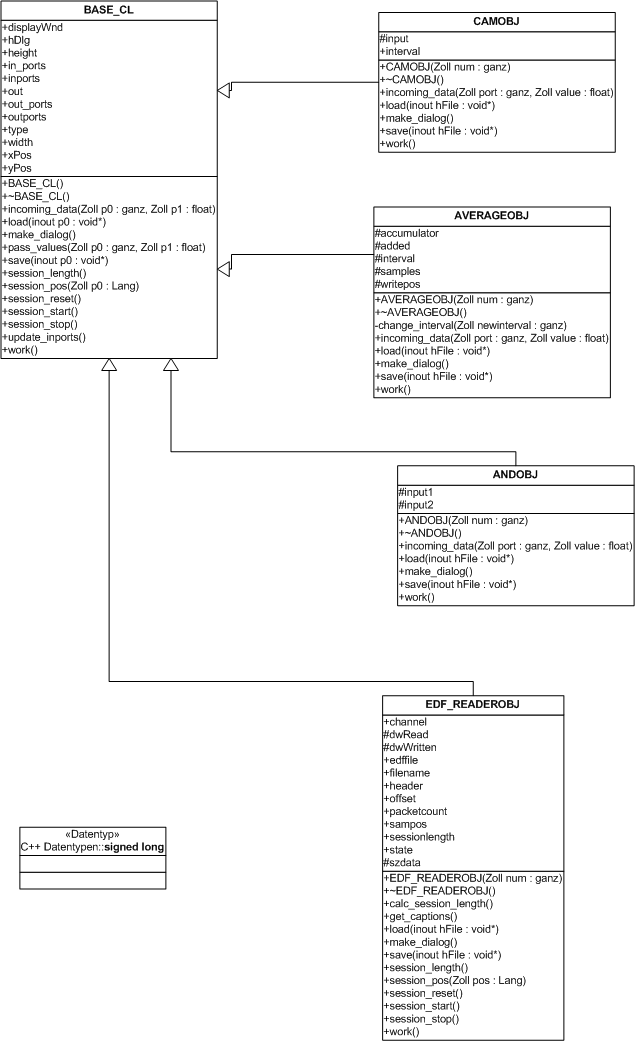 BASE_CL
+displayWnd
+hDlg
+height
+in_ports
+inports
+out
+out_ports
+outports
+type
+width
+xPos
+yPos
+BASE_CL()
+~BASE_CL()
+incoming_data(Zoll p0 : ganz, Zoll p1 : float)
+load(inout p0 : void*)
+make_dialog()
+pass_values(Zoll p0 : ganz, Zoll p1 : float)
+save(inout p0 : void*)
+session_length()
+session_pos(Zoll p0 : Lang)
+session_reset()
+session_start()
+session_stop()
+update_inports()
+work()
CAMOBJ
#input
+interval
+CAMOBJ(Zoll num : ganz)
+~CAMOBJ()
+incoming_data(Zoll port : ganz, Zoll value : float)
+load(inout hFile : void*)
+make_dialog()
+save(inout hFile : void*)
+work()
AVERAGEOBJ
#accumulator
#added
#interval
#samples
#writepos
+AVERAGEOBJ(Zoll num : ganz)
+~AVERAGEOBJ()
-change_interval(Zoll newinterval : ganz)
+incoming_data(Zoll port : ganz, Zoll value : float)
+load(inout hFile : void*)
+make_dialog()
+save(inout hFile : void*)
+work()
ANDOBJ
#input1
#input2
+ANDOBJ(Zoll num : ganz)
+~ANDOBJ()
+incoming_data(Zoll port : ganz, Zoll value : float)
+load(inout hFile : void*)
+make_dialog()
+save(inout hFile : void*)
+work()
EDF_READEROBJ
+channel
#dwRead
#dwWritten
+edffile
+filename
+header
+offset
+packetcount
+sampos
+sessionlength
+state
#szdata
+EDF_READEROBJ(Zoll num : ganz)
+~EDF_READEROBJ()
+calc_session_length()
+get_captions()
+load(inout hFile : void*)
+make_dialog()
+save(inout hFile : void*)
+session_length()
+session_pos(Zoll pos : Lang)
+session_reset()
+session_start()
+session_stop()
+work()
«Datentyp»
C++ Datentypen::signed long